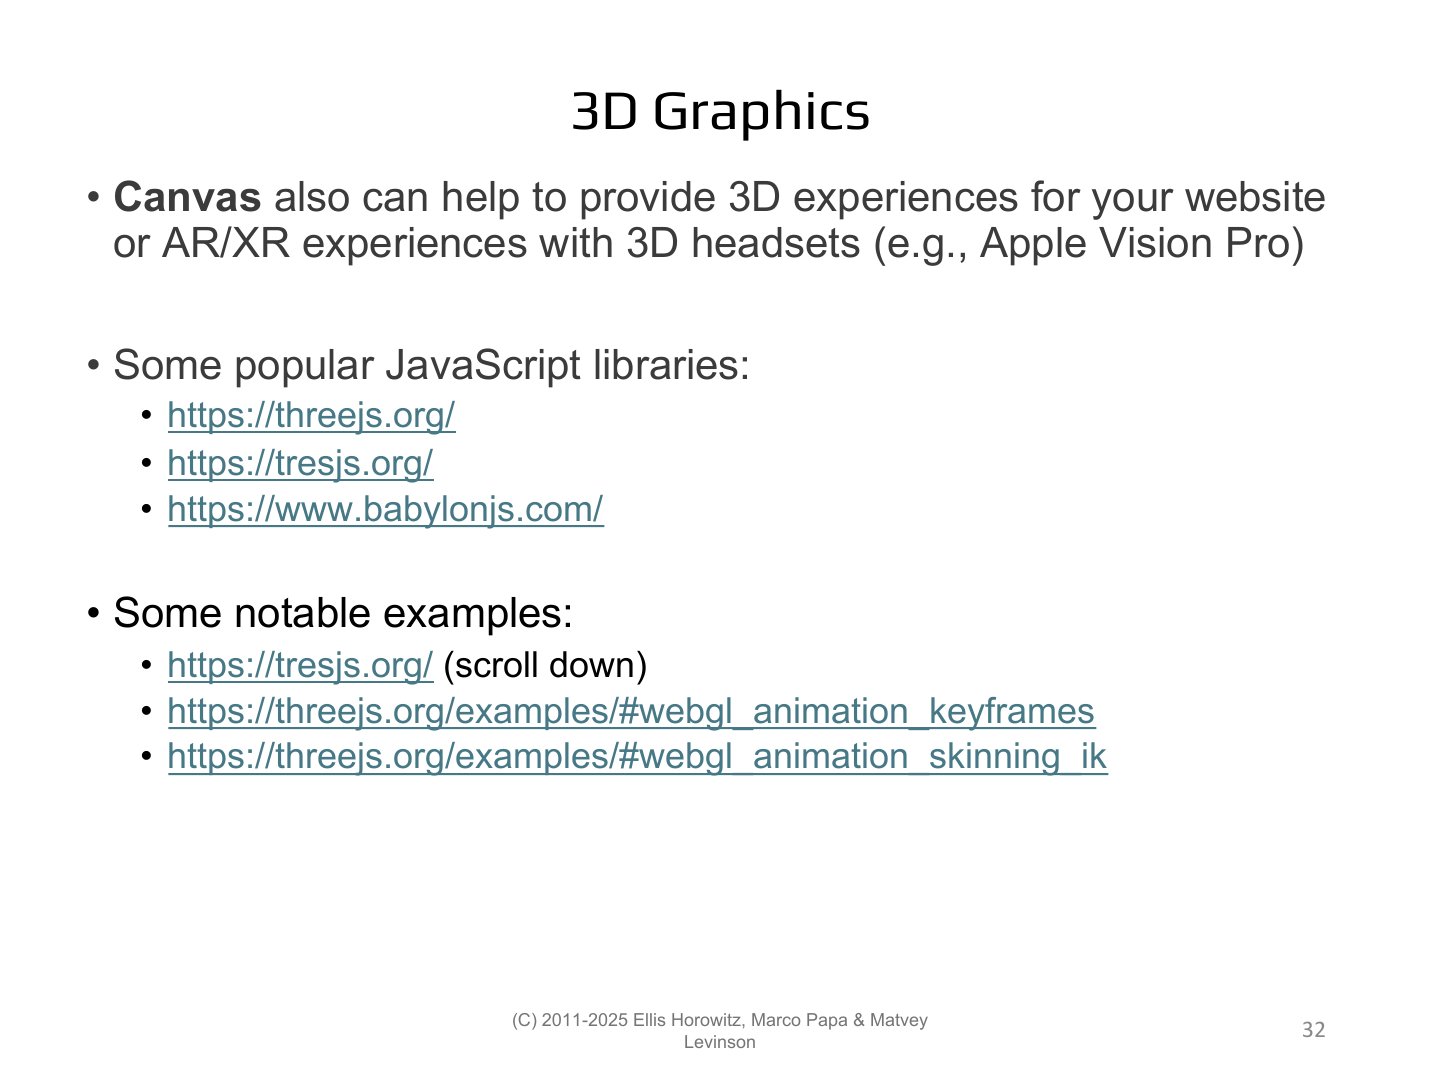 3D Graphics
• Canvas also can help to provide 3D experiences for your website
or AR/XR experiences with 3D headsets (e.g., Apple Vision Pro)
• Some popular JavaScript libraries:
• https://threejs.org/
• https://tresjs.org/
• https://www.babylonjs.com/
• Some notable examples:
• https://tresjs.org/ (scroll down)
• https://threejs.org/examples/#webgl_animation_keyframes
• https://threejs.org/examples/#webgl_animation_skinning_ik
(C) 2011-2025 Ellis Horowitz, Marco Papa & Matvey
Levinson
32